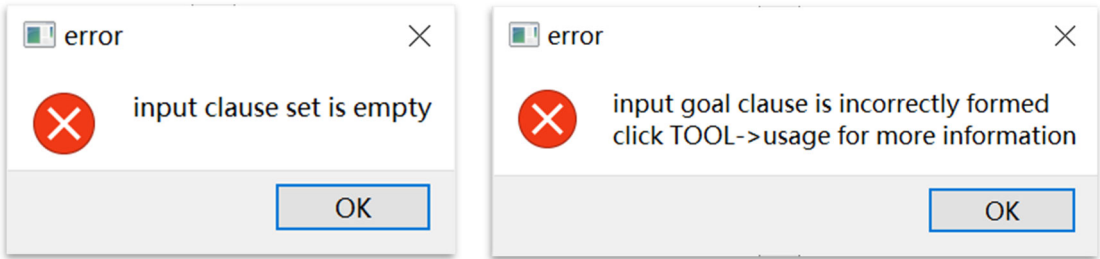 error
input clause set is empty
OK
error
input goal clause is incorrectly formed
click TOOL->usage for more information
OK